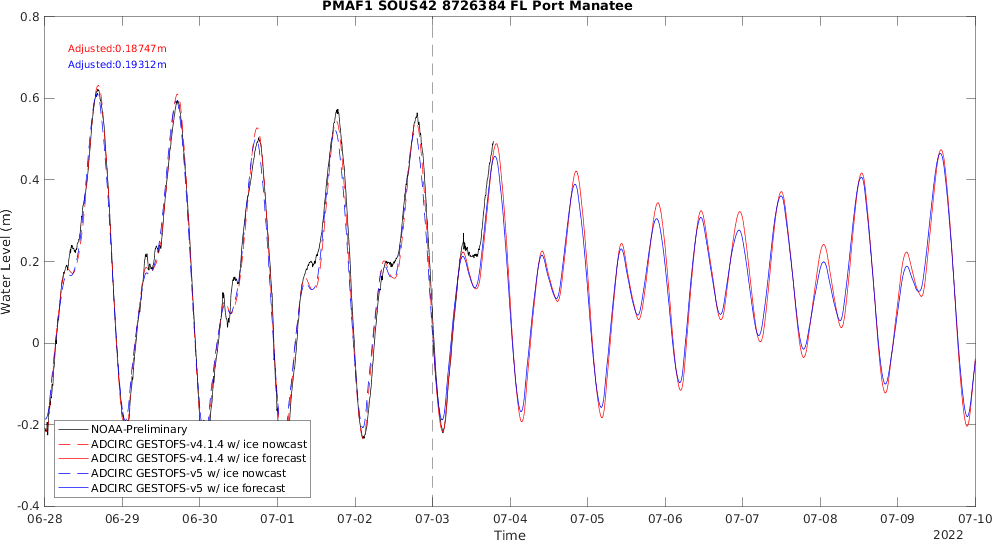 PMAF1 SOUS42 8726384 FL Port Manatee
Adjusted:0.18747m
Adjusted:0.19312m
0.8
0.6
0.4
0.2
0
-0.2
-0.4
Water Level (m)
NOAA-Preliminary
ADCIRC GESTOFS-v4.1.4 w/ ice nowcast
ADCIRC GESTOFS-v4.1.4 w/ ice forecast
ADCIRC GESTOFS-v5 w/ ice nowcast
ADCIRC GESTOFS-v5 w/ ice forecast
06-28 06-29 06-30 07-01 07-02 07-03 07-04 07-05 07-06 07-07 07-08 07-09 07-10
Time
2022